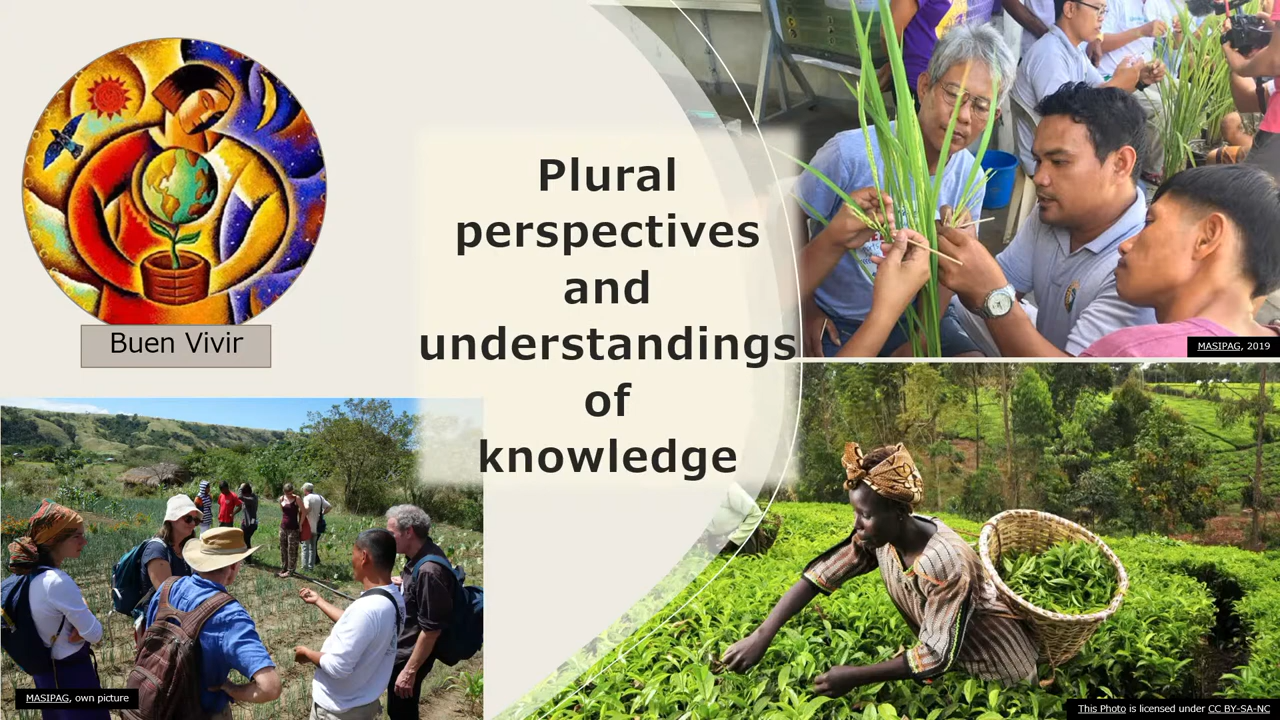 Plural
perspectives
and
understandings
of
knowledge
Buen Vivir
MASIPAG, 2019
MASIPAG, own picture
This Photo is licensed under CC BY-SA-NC